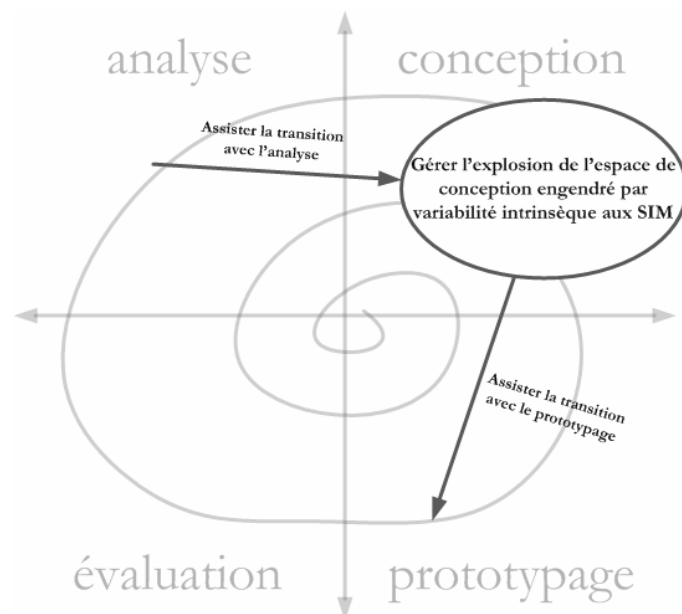 analyse
conception
Assister la transition
avec l'analyse
Gérer l'explosion de l'espace de
conception engendré par
variabilité intrinsèque aux SIM
Assister la transition
avec le prototypage
évaluation
prototypage